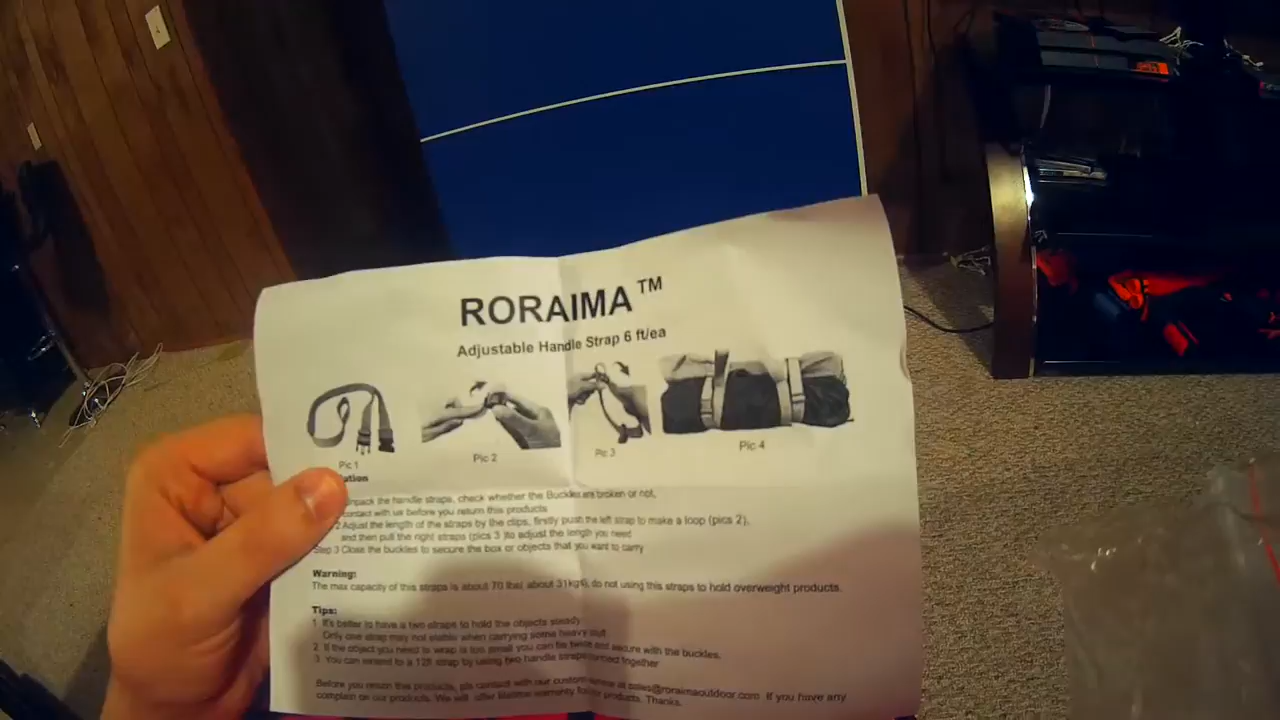 RORAIMA™
Adjustable Handle Strap 6 ft/ea
Pic 1
Pic 2
Pic 3
Pic 4
the handle straps, check whether the Buckles are broken or not,
contact with us before you return this products
2 Adjust the length of the straps by the clips, firstly push the left strap to make a loop (pics 2),
and then pull the right straps (pics 3 )to adjust the length you need
Step 3 Close the buckles to secure the box or objects that you want to carry
Warning:
The max capacity of this straps is about 70 lbs( about 31kgs), do not using this straps to hold overweight products.
Tips:
1 It's better to have a two straps to hold the objects steady
Only one strap may not stable when carrying some heavy stuff
2 If the object you need to wrap is too small you can tie twice and secure with the buckles.
3 You can extend to a 12ft strap by using two handle together
Before you return this products, pls contact with our custom at sales@roraimaoutdoor.com If you have any
complain on our products. We will offer lifetime warranty for products. Thanks.